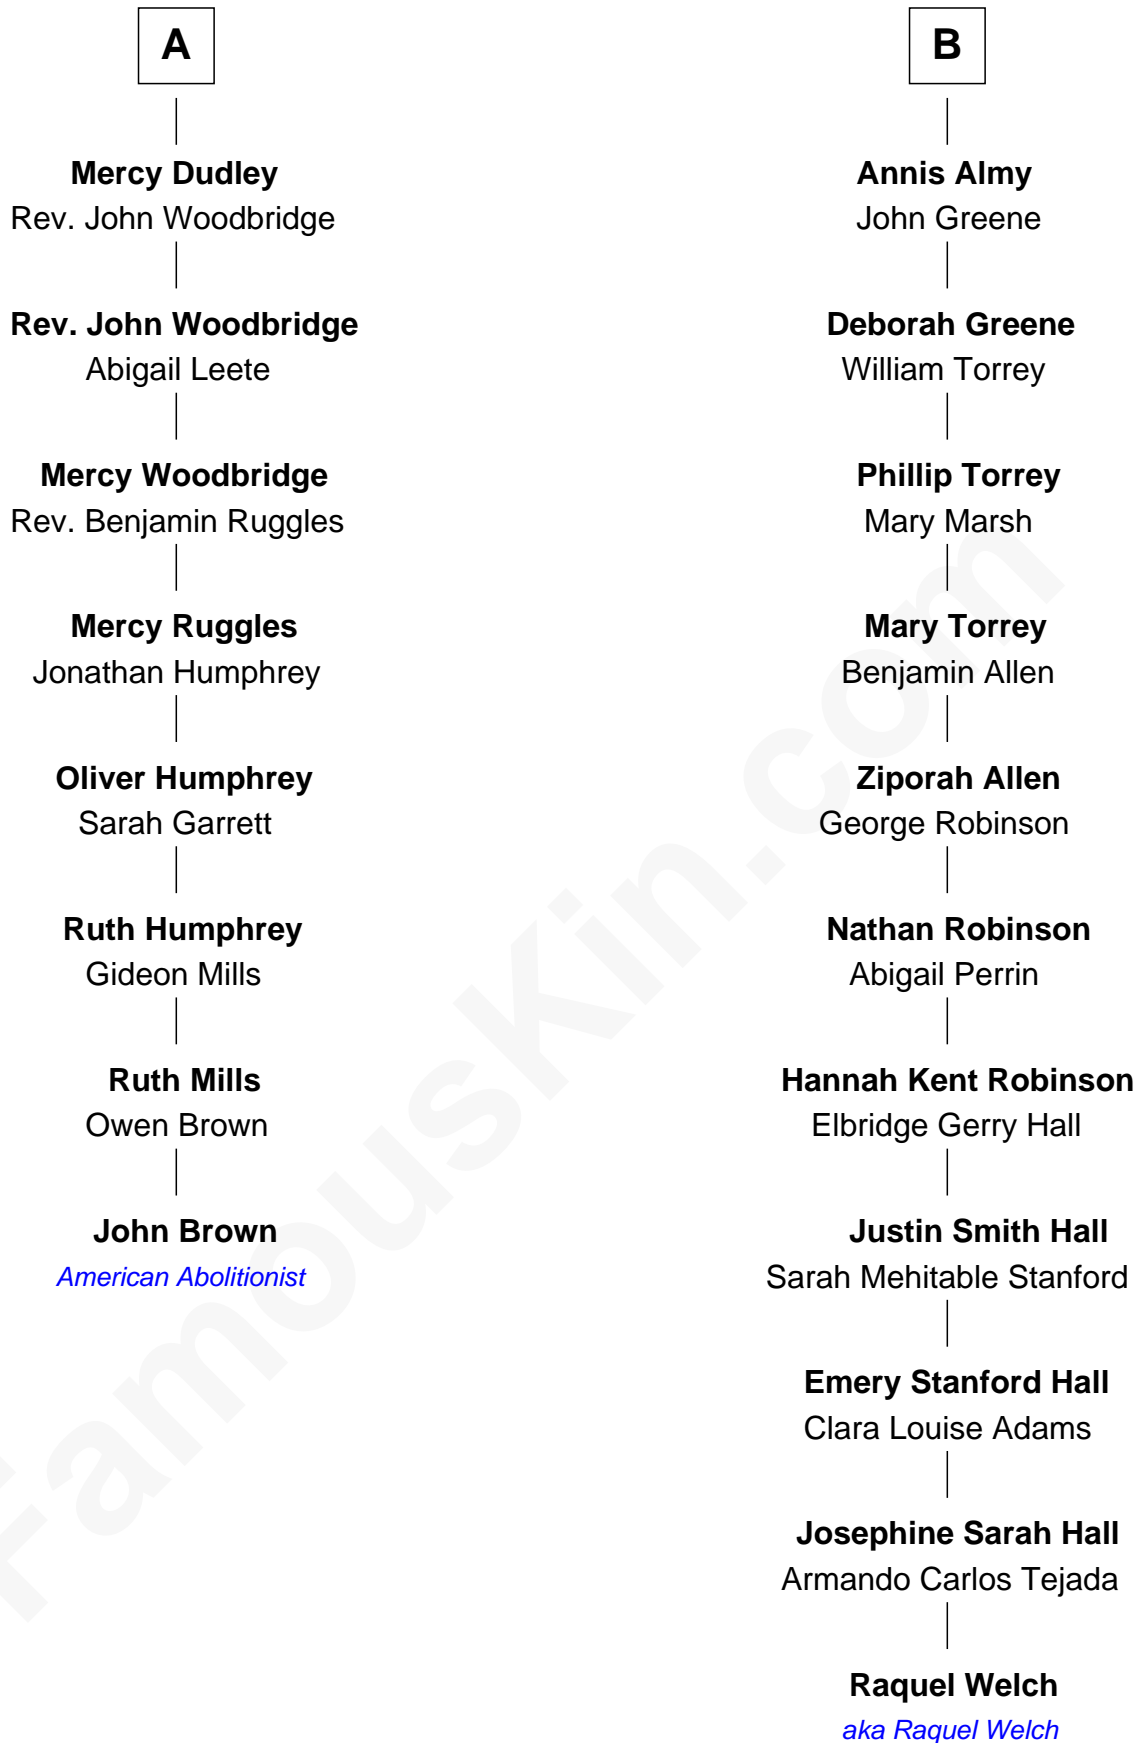 A
Mercy Dudley
Rev. John Woodbridge
Rev. John Woodbridge
Abigail Leete
Mercy Woodbridge
Rev. Benjamin Ruggles
Mercy Ruggles
Jonathan Humphrey
Oliver Humphrey
Sarah Garrett
Ruth Humphrey
Gideon Mills
Ruth Mills
Owen Brown
John Brown
American Abolitionist
B
Annis Almy
John Greene
Deborah Greene
William Torrey
Phillip Torrey
Mary Marsh
Mary Torrey
Benjamin Allen
Ziporah Allen
George Robinson
Nathan Robinson
Abigail Perrin
Hannah Kent Robinson
Elbridge Gerry Hall
Justin Smith Hall
Sarah Mehitable Stanford
Emery Stanford Hall
Clara Louise Adams
Josephine Sarah Hall
Armando Carlos Tejada
Raquel Welch
aka Raquel Welch
FamousKin.com